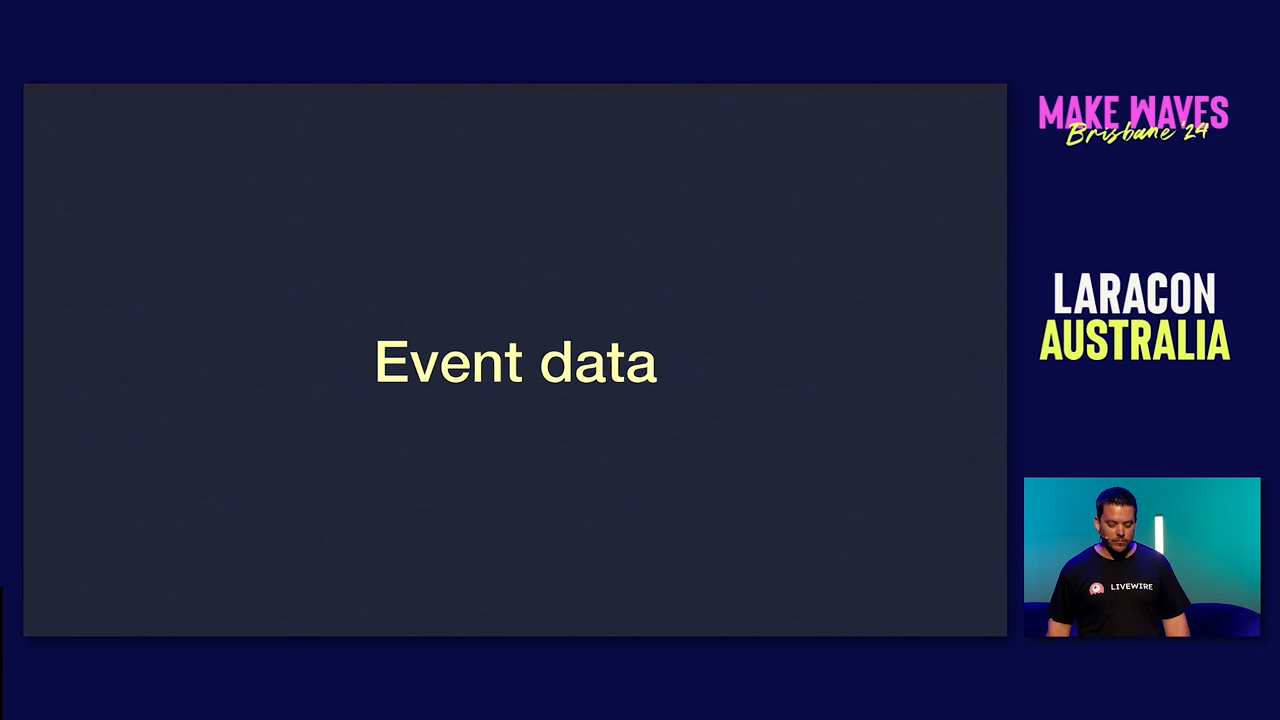 Event data
MAKE WAVES
Brisbane '24
LARACON
AUSTRALIA
LIVEWIRE